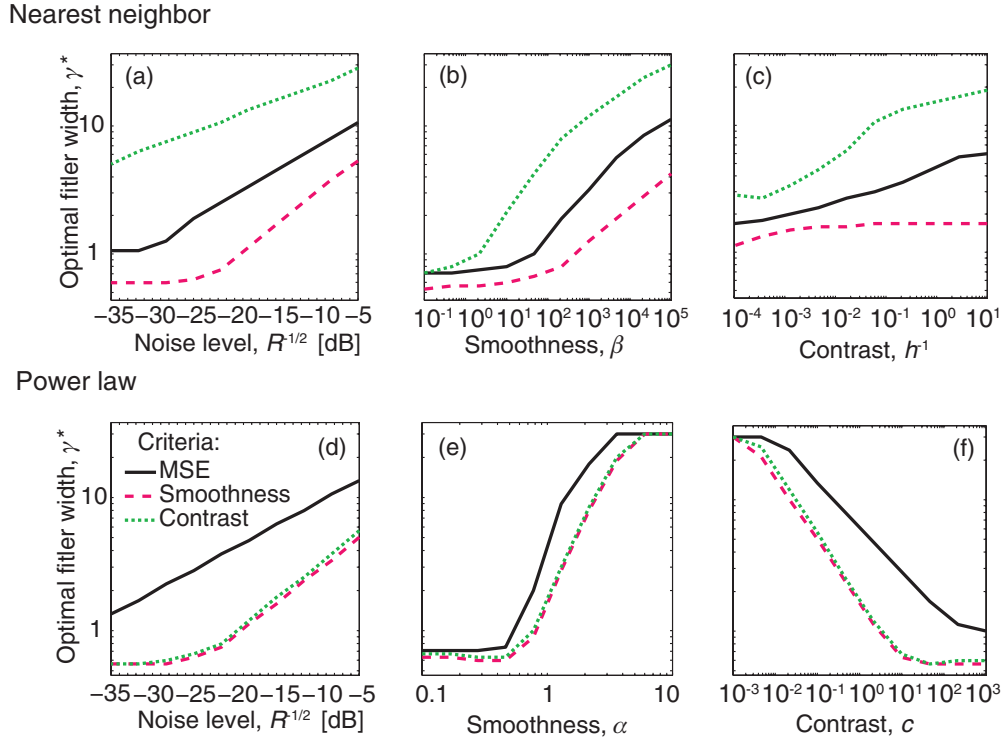 Nearest neighbor
Optimal fitler width, γ*
10
1
(a)
−35 −30 −25 −20 −15 −10 −5
Noise level, R^-1/2 [dB]
(b)
10^-1 10^0 10^1 10^2 10^3 10^4 10^5
Smoothness, β
(c)
10^-4 10^-3 10^-2 10^-1 10^0 10^1
Contrast, h^-1
Power law
Optimal fitler width, γ*
10
1
(d)
Criteria:
MSE
Smoothness
Contrast
−35 −30 −25 −20 −15 −10 −5
Noise level, R^-1/2 [dB]
(e)
0.1 1 10
Smoothness, α
(f)
10^-3 10^-2 10^-1 10^0 10^1 10^2 10^3
Contrast, c